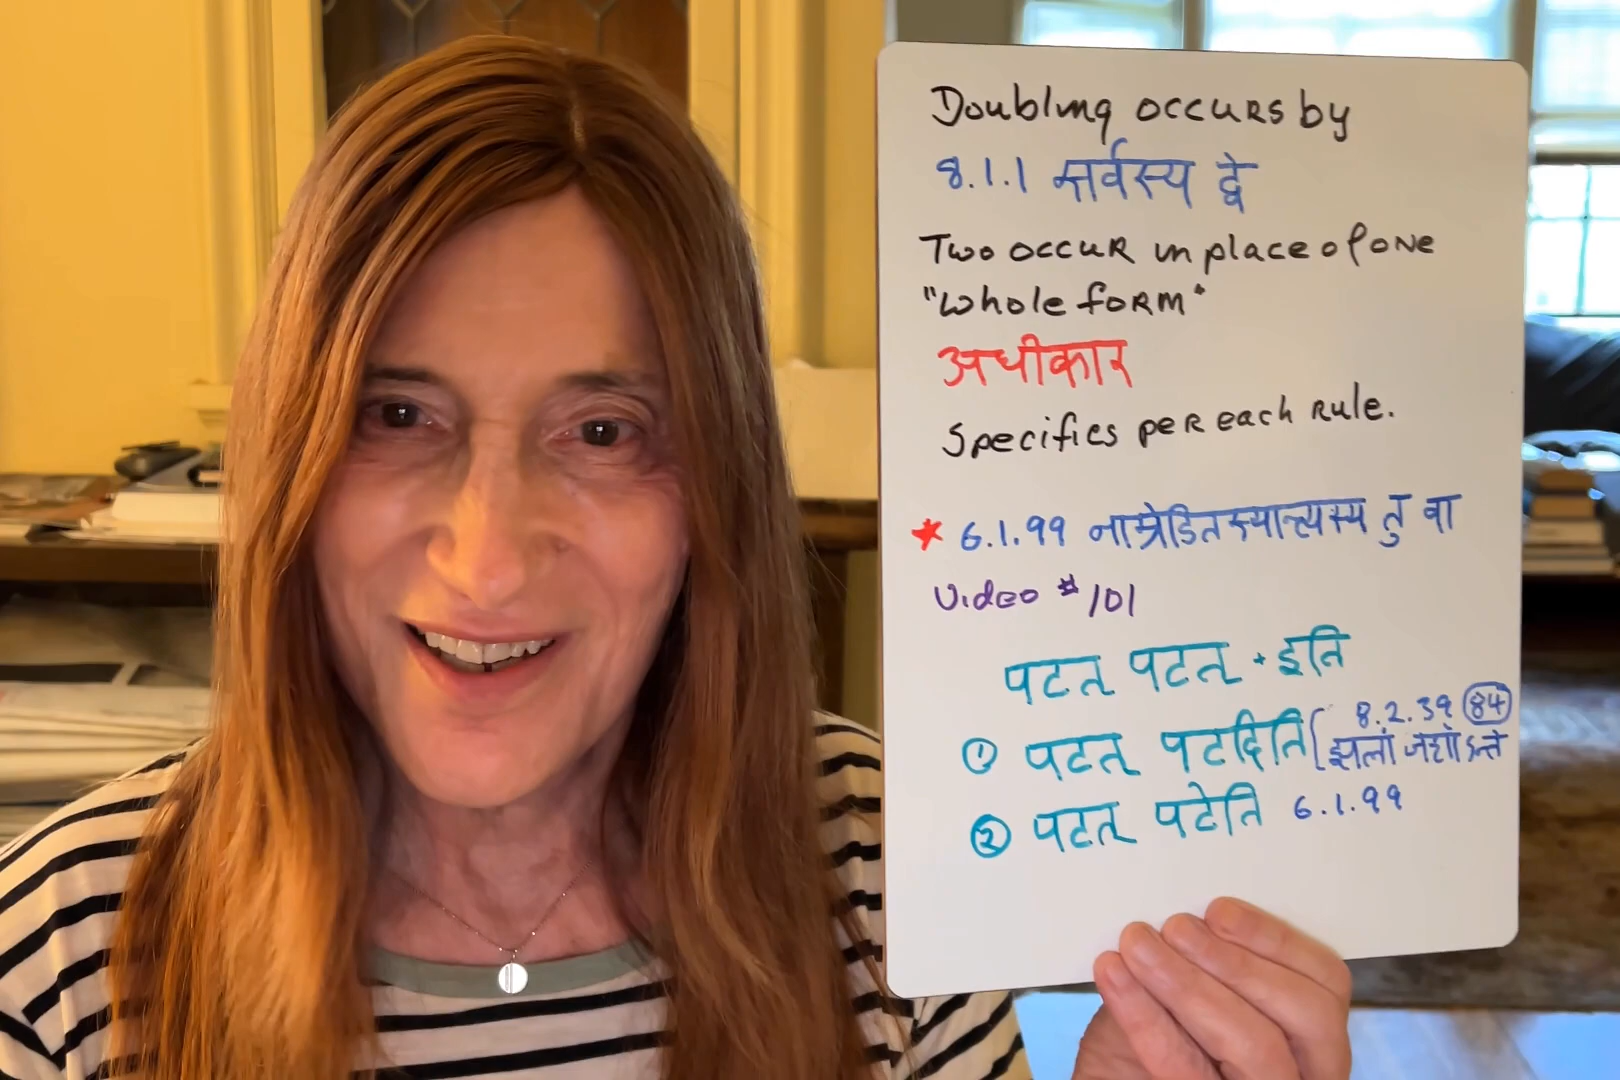 Doubling occurs by
8.1.1 सर्वस्य द्वे
Two occur in place of one
"whole form"
अधीकार
Specifics per each rule.
* 6.1.99 नाम्रेडितस्यान्त्यस्य तु वा
Video #101
पटत् पटत् + इति
① पटत् पटदिति [ 8.2.39 84
झलां जशोऽन्ते
② पटत् पटेति 6.1.99